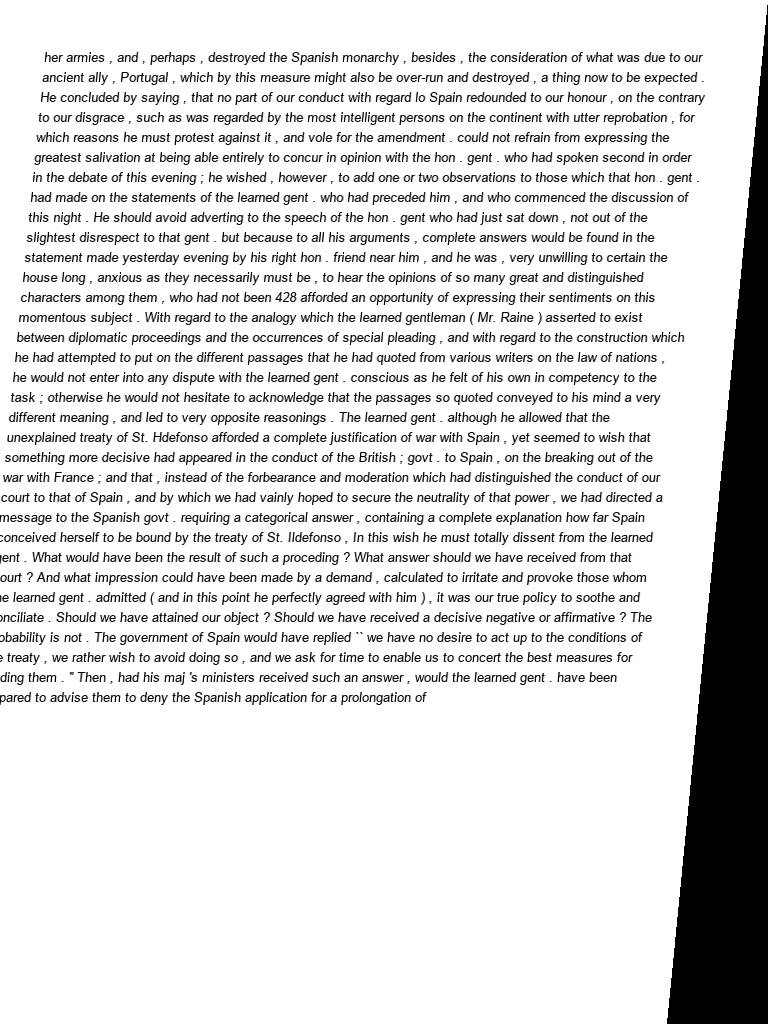 her armies , and , perhaps , destroyed the Spanish monarchy , besides , the consideration of what was due to our
ancient ally , Portugal , which by this measure might also be over-run and destroyed , a thing now to be expected .
He concluded by saying , that no part of our conduct with regard lo Spain redounded to our honour , on the contrary
to our disgrace , such as was regarded by the most intelligent persons on the continent with utter reprobation , for
which reasons he must protest against it , and vole for the amendment . could not refrain from expressing the
greatest salivation at being able entirely to concur in opinion with the hon . gent . who had spoken second in order
in the debate of this evening ; he wished , however , to add one or two observations to those which that hon . gent .
had made on the statements of the learned gent . who had preceded him , and who commenced the discussion of
this night . He should avoid adverting to the speech of the hon . gent who had just sat down , not out of the
slightest disrespect to that gent . but because to all his arguments , complete answers would be found in the
statement made yesterday evening by his right hon . friend near him , and he was , very unwilling to certain the
house long , anxious as they necessarily must be , to hear the opinions of so many great and distinguished
characters among them , who had not been 428 afforded an opportunity of expressing their sentiments on this
momentous subject . With regard to the analogy which the learned gentleman ( Mr. Raine ) asserted to exist
between diplomatic proceedings and the occurrences of special pleading , and with regard to the construction which
he had attempted to put on the different passages that he had quoted from various writers on the law of nations ,
he would not enter into any dispute with the learned gent . conscious as he felt of his own in competency to the
task ; otherwise he would not hesitate to acknowledge that the passages so quoted conveyed to his mind a very
different meaning , and led to very opposite reasonings . The learned gent . although he allowed that the
unexplained treaty of St. Hdefonso afforded a complete justification of war with Spain , yet seemed to wish that
something more decisive had appeared in the conduct of the British ; govt . to Spain , on the breaking out of the
war with France ; and that , instead of the forbearance and moderation which had distinguished the conduct of our
court to that of Spain , and by which we had vainly hoped to secure the neutrality of that power , we had directed a
message to the Spanish govt . requiring a categorical answer , containing a complete explanation how far Spain
conceived herself to be bound by the treaty of St. Ildefonso , In this wish he must totally dissent from the learned
gent . What would have been the result of such a proceding ? What answer should we have received from that
ourt ? And what impression could have been made by a demand , calculated to irritate and provoke those whom
he learned gent . admitted ( and in this point he perfectly agreed with him ) , it was our true policy to soothe and
onciliate . Should we have attained our object ? Should we have received a decisive negative or affirmative ? The
obability is not . The government of Spain would have replied `` we have no desire to act up to the conditions of
e treaty , we rather wish to avoid doing so , and we ask for time to enable us to concert the best measures for
ding them . " Then , had his maj 's ministers received such an answer , would the learned gent . have been
pared to advise them to deny the Spanish application for a prolongation of